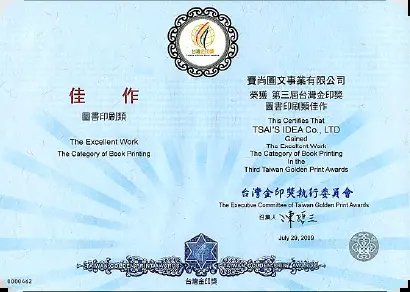 台灣金印獎
佳 作
圖書印刷類
The Excellent Work
The Category of Book Printing
賽尚圖文事業有限公司
榮獲 第三屆台灣金印獎
圖書印刷類佳作
This Certifies That
TSAI'S IDEA Co., LTD
Gained
The Excellent Work
The Category of Book Printing
In the
Third Taiwan Golden Print Awards
台灣金印獎執行委員會
The Executive Committee of Taiwan Golden Print Awards
召集人
July 29, 2009
0000442
台灣金印獎